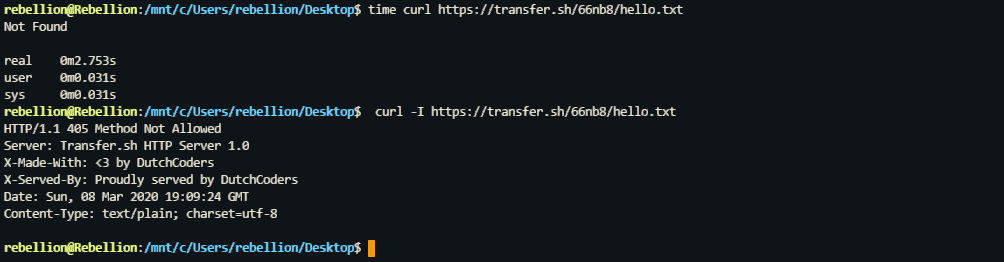 rebellion@Rebellion:/mnt/c/Users/rebellion/Desktop$ time curl https://transfer.sh/66nb8/hello.txt
Not Found
real    0m2.753s
user    0m0.031s
sys     0m0.031s
rebellion@Rebellion:/mnt/c/Users/rebellion/Desktop$  curl -I https://transfer.sh/66nb8/hello.txt
HTTP/1.1 405 Method Not Allowed
Server: Transfer.sh HTTP Server 1.0
X-Made-With: <3 by DutchCoders
X-Served-By: Proudly served by DutchCoders
Date: Sun, 08 Mar 2020 19:09:24 GMT
Content-Type: text/plain; charset=utf-8
rebellion@Rebellion:/mnt/c/Users/rebellion/Desktop$